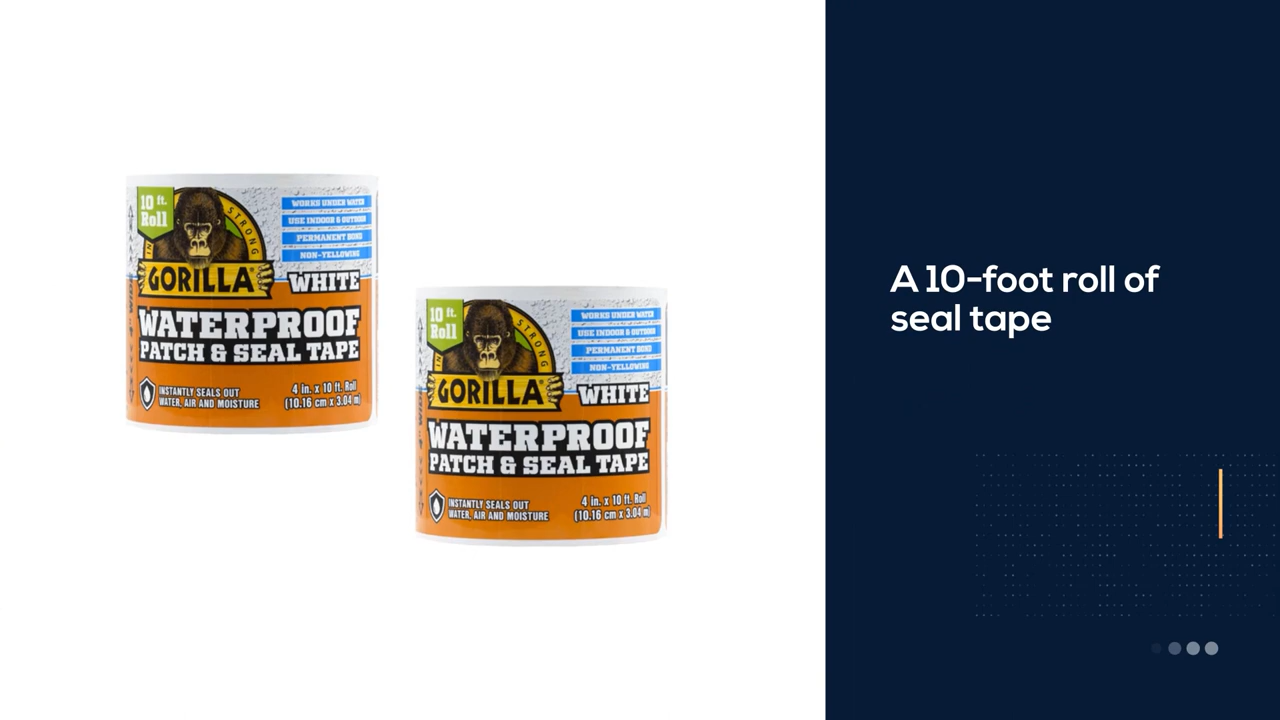 10 ft.
Roll
STRONG
GORILLA
WORKS UNDER WATER
USE INDOOR & OUTDOOR
PERMANENT BOND
NON-YELLOWING
WHITE
WATERPROOF
PATCH & SEAL TAPE
INSTANTLY SEALS OUT
WATER, AIR AND MOISTURE
4 in. x 10 ft. Roll
(10.16 cm x 3.04 m)
10 ft.
Roll
STRONG
GORILLA
WORKS UNDER WATER
USE INDOOR & OUTDOOR
PERMANENT BOND
NON-YELLOWING
WHITE
WATERPROOF
PATCH & SEAL TAPE
INSTANTLY SEALS OUT
WATER, AIR AND MOISTURE
4 in. x 10 ft. Roll
(10.16 cm x 3.04 m)
A 10-foot roll of
seal tape